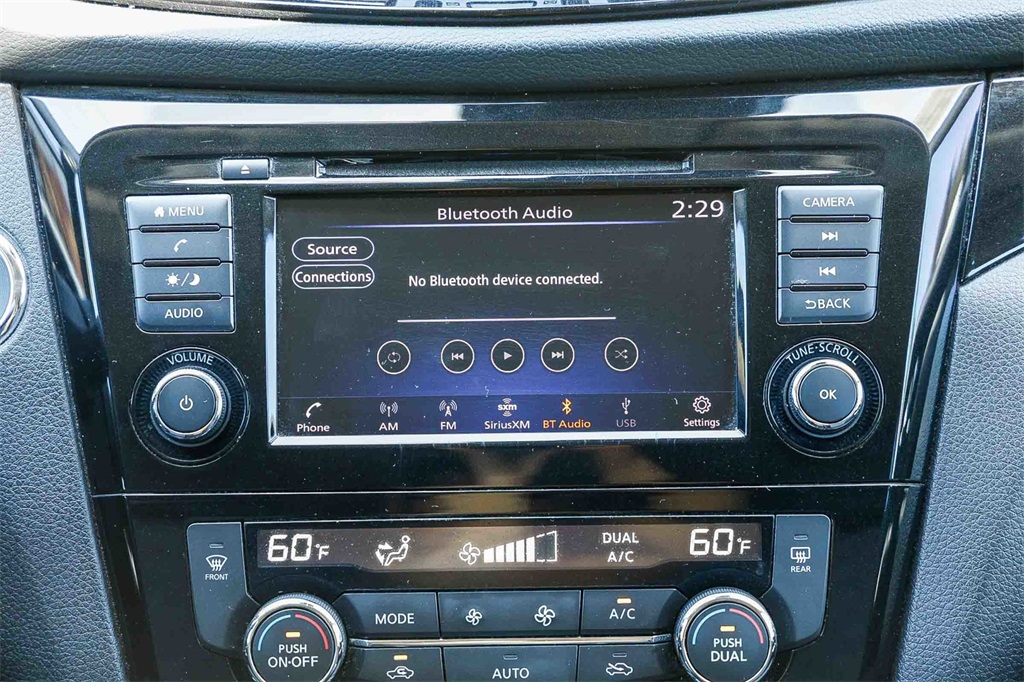 MENU
AUDIO
VOLUME
Bluetooth Audio 2:29
Source
Connections
No Bluetooth device connected.
Phone AM FM SiriusXM BT Audio USB Settings
sxm
CAMERA
BACK
TUNE·SCROLL
OK
60°F DUAL A/C 60°F
FRONT
REAR
MODE A/C
PUSH ON·OFF
PUSH DUAL
AUTO